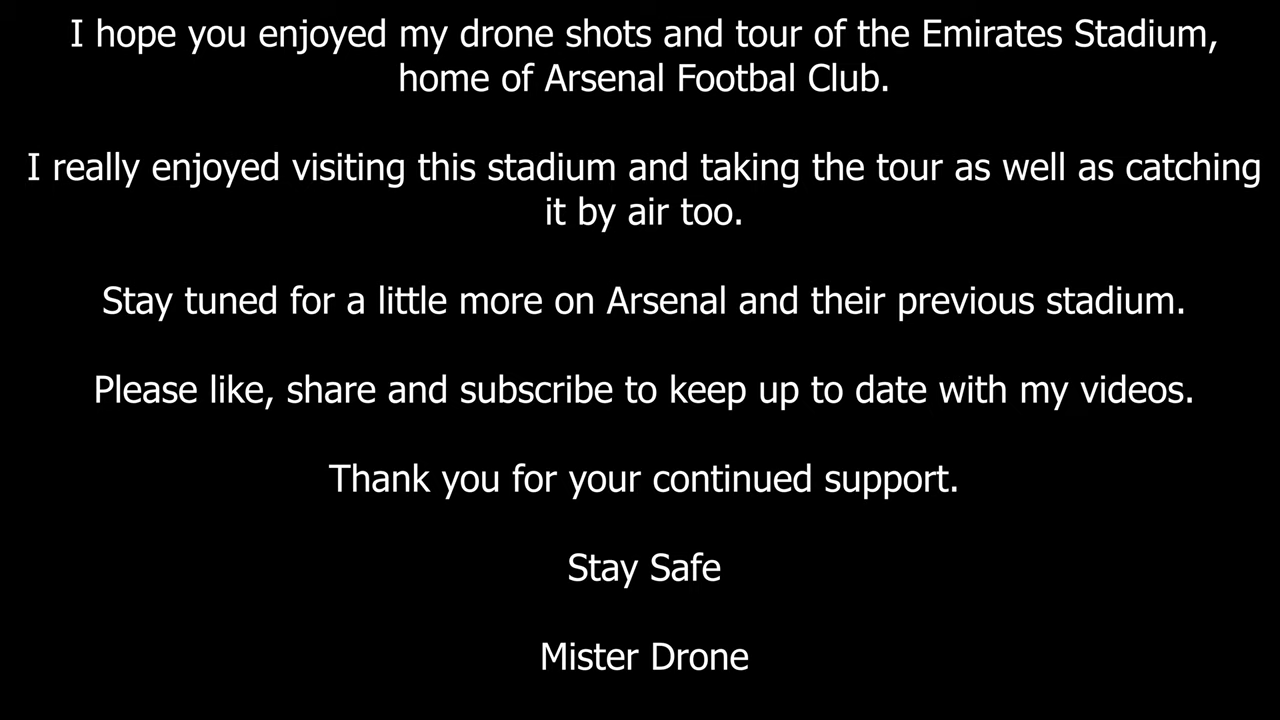 I hope you enjoyed my drone shots and tour of the Emirates Stadium,
home of Arsenal Footbal Club.
I really enjoyed visiting this stadium and taking the tour as well as catching
it by air too.
Stay tuned for a little more on Arsenal and their previous stadium.
Please like, share and subscribe to keep up to date with my videos.
Thank you for your continued support.
Stay Safe
Mister Drone